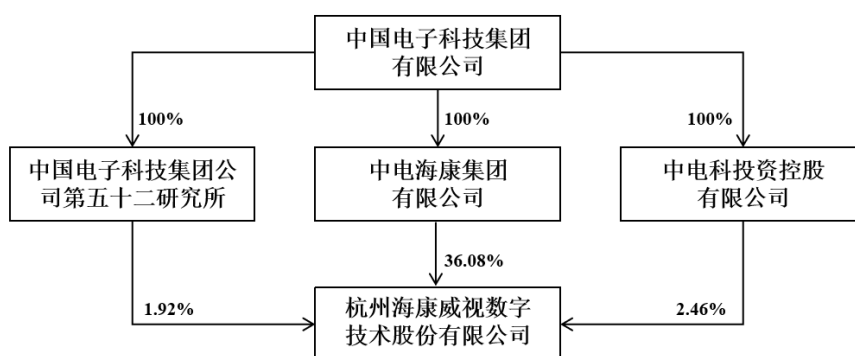 中国电子科技集团
有限公司
100%
100%
100%
中国电子科技集团公
司第五十二研究所
中电海康集团
有限公司
中电科投资控股
有限公司
36.08%
1.92%
2.46%
杭州海康威视数字
技术股份有限公司